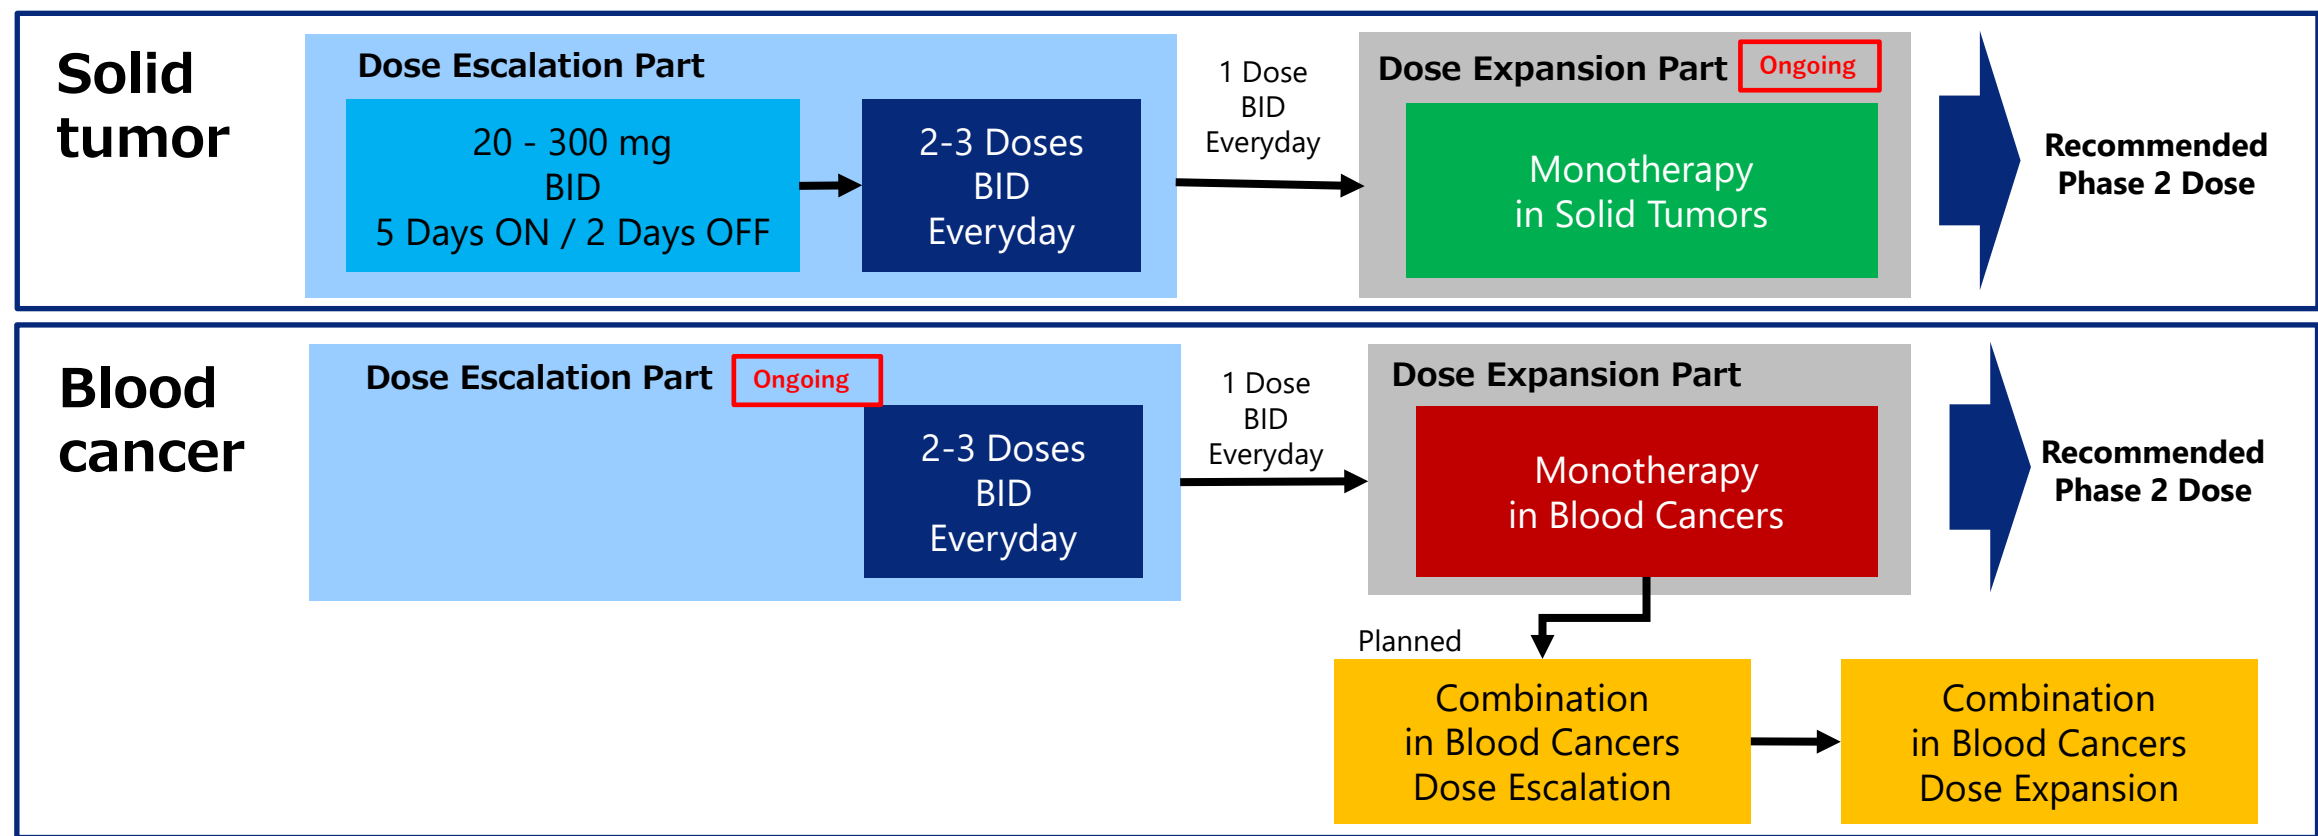 Solid
tumor
Dose Escalation Part
20 - 300 mg
BID
5 Days ON / 2 Days OFF
2-3 Doses
BID
Everyday
1 Dose
BID
Everyday
Dose Expansion Part
Ongoing
Monotherapy
in Solid Tumors
Recommended
Phase 2 Dose
Blood
cancer
Dose Escalation Part
Ongoing
2-3 Doses
BID
Everyday
1 Dose
BID
Everyday
Dose Expansion Part
Monotherapy
in Blood Cancers
Recommended
Phase 2 Dose
Planned
Combination
in Blood Cancers
Dose Escalation
Combination
in Blood Cancers
Dose Expansion